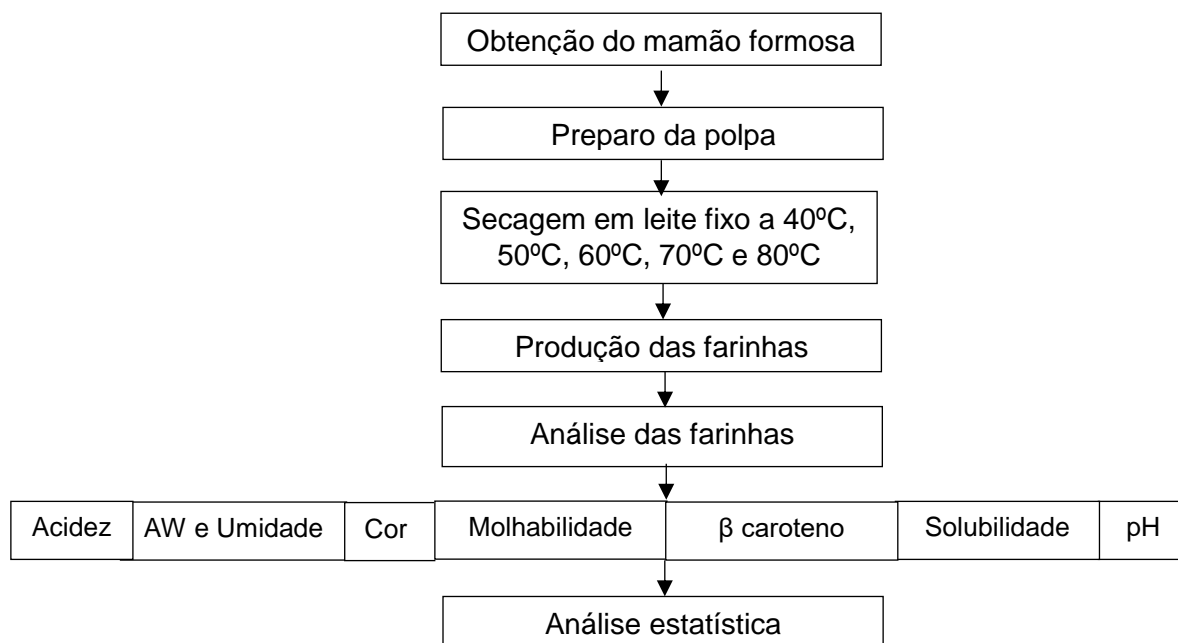 Obtenção do mamão formosa
Preparo da polpa
Secagem em leite fixo a 40ºC,
50ºC, 60ºC, 70ºC e 80ºC
Produção das farinhas
Análise das farinhas
Acidez
AW e Umidade
Cor
Molhabilidade
β caroteno
Solubilidade
pH
Análise estatística